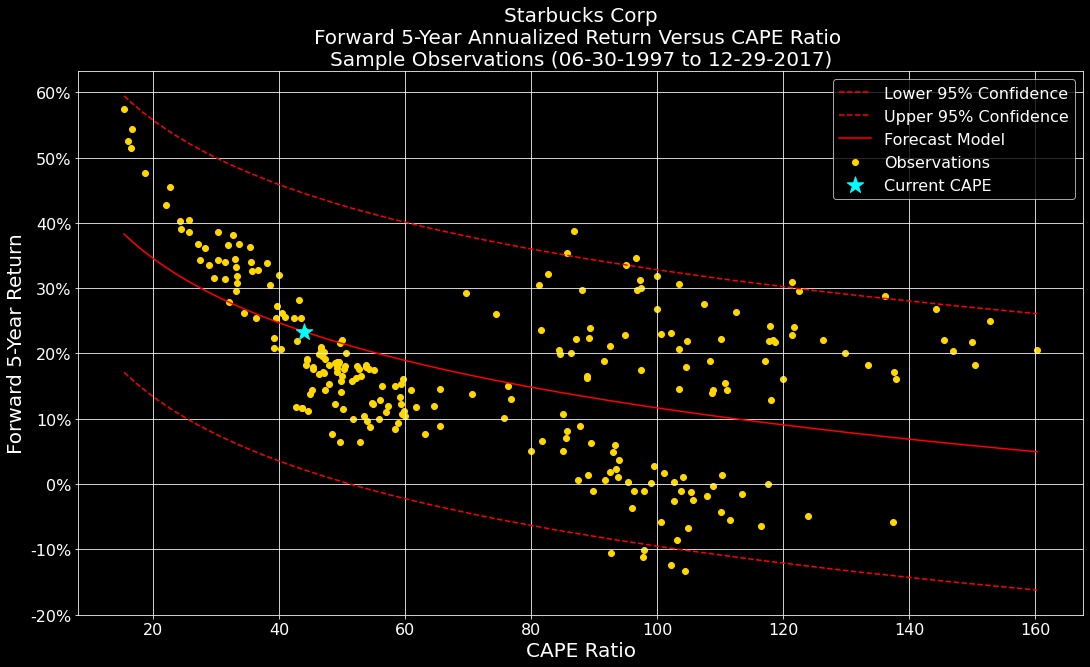 Starbucks Corp
Forward 5-Year Annualized Return Versus CAPE Ratio
Sample Observations (06-30-1997 to 12-29-2017)
Lower 95% Confidence
Upper 95% Confidence
Forecast Model
Observations
Current CAPE
Forward 5-Year Return
60%
50%
40%
30%
20%
10%
0%
-10%
-20%
20 40 60 80 100 120 140 160
CAPE Ratio